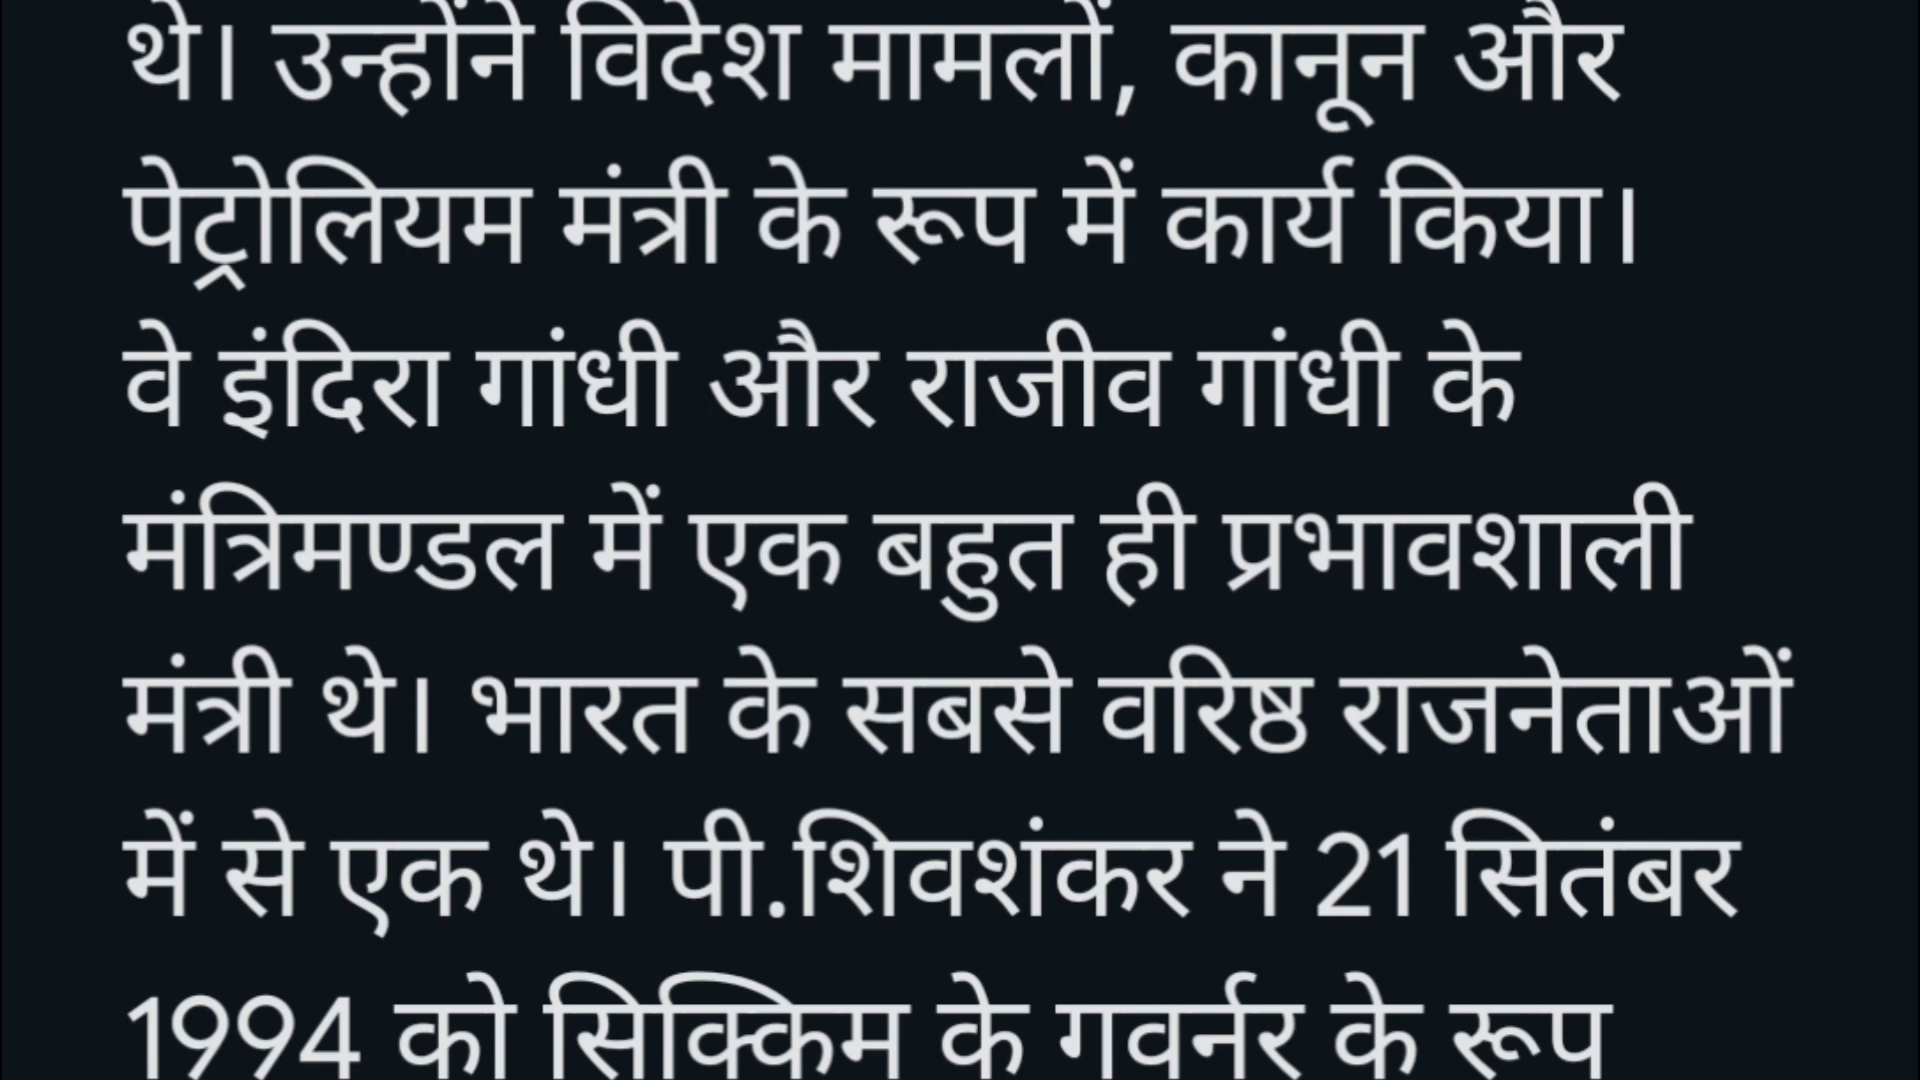 थे। उन्होंने विदेश मामलों, कानून और
पेट्रोलियम मंत्री के रूप में कार्य किया।
वे इंदिरा गांधी और राजीव गांधी के
मंत्रिमण्डल में एक बहुत ही प्रभावशाली
मंत्री थे। भारत के सबसे वरिष्ठ राजनेताओं
में से एक थे। पी.शिवशंकर ने 21 सितंबर
1994 को सिक्किम के गवर्नर के रूप